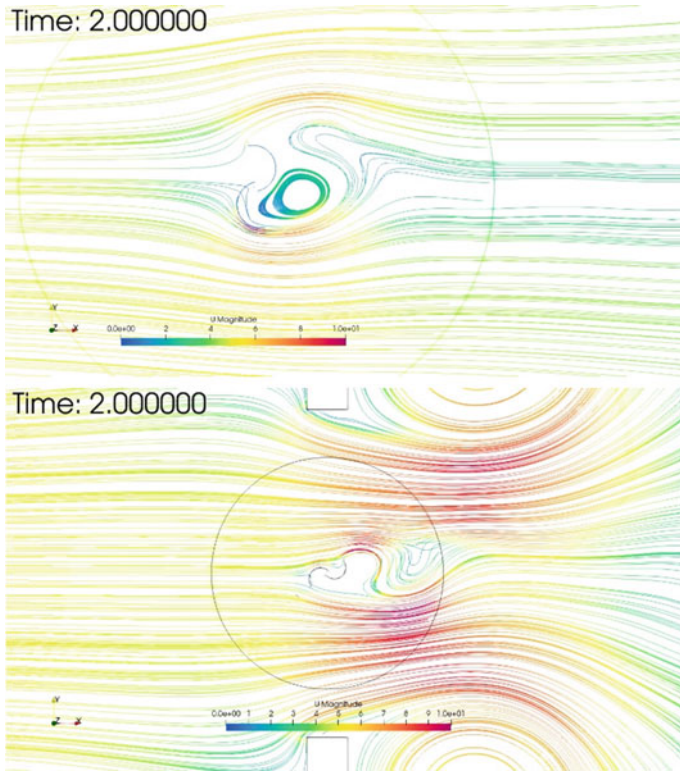 Time: 2.000000
Y
Z X
U Magnitude
0.0e+00 2 4 6 8 1.0e+01
Time: 2.000000
Y
Z X
U Magnitude
0.0e+00 1 2 3 4 5 6 7 8 9 1.0e+01